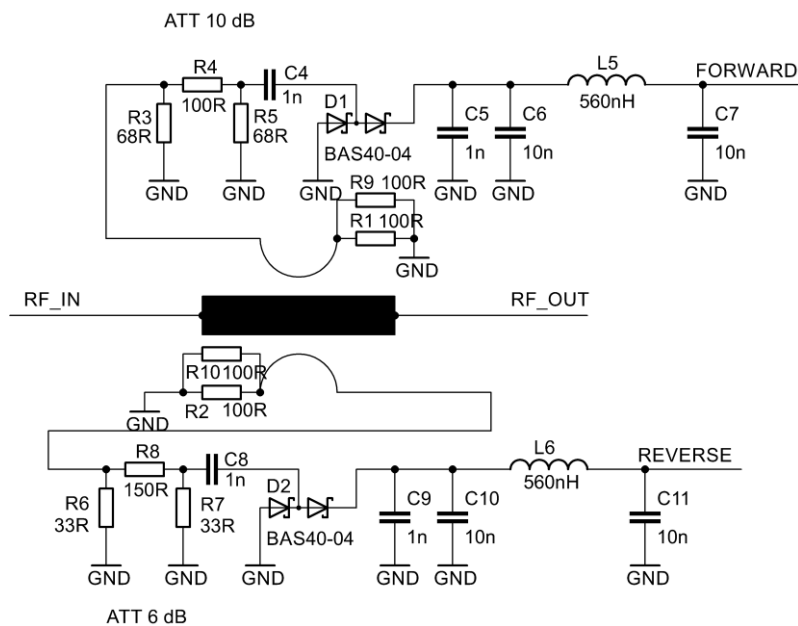 ATT 10 dB
R4
100R
C4
1n
R3
68R
R5
68R
D1
BAS40-04
C5
1n
C6
10n
L5
560nH
FORWARD
C7
10n
GND
GND
GND
GND
GND
GND
R9 100R
R1 100R
GND
RF_IN
RF_OUT
R10 100R
R2
100R
GND
R8
150R
C8
1n
R6
33R
R7
33R
D2
BAS40-04
C9
1n
C10
10n
L6
560nH
REVERSE
C11
10n
GND
GND
GND
GND
GND
GND
ATT 6 dB